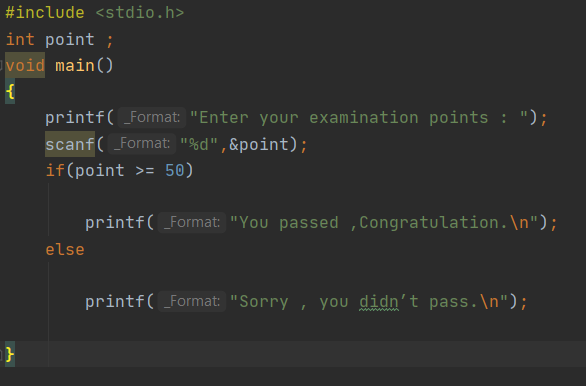 #include <stdio.h>
int point ;
void main()
{
printf( _Format: "Enter your examination points : ");
scanf( _Format: "%d",&point);
if(point >= 50)
printf( _Format: "You passed ,Congratulation.\n");
else
printf( _Format: "Sorry , you didn’t pass.\n");
}